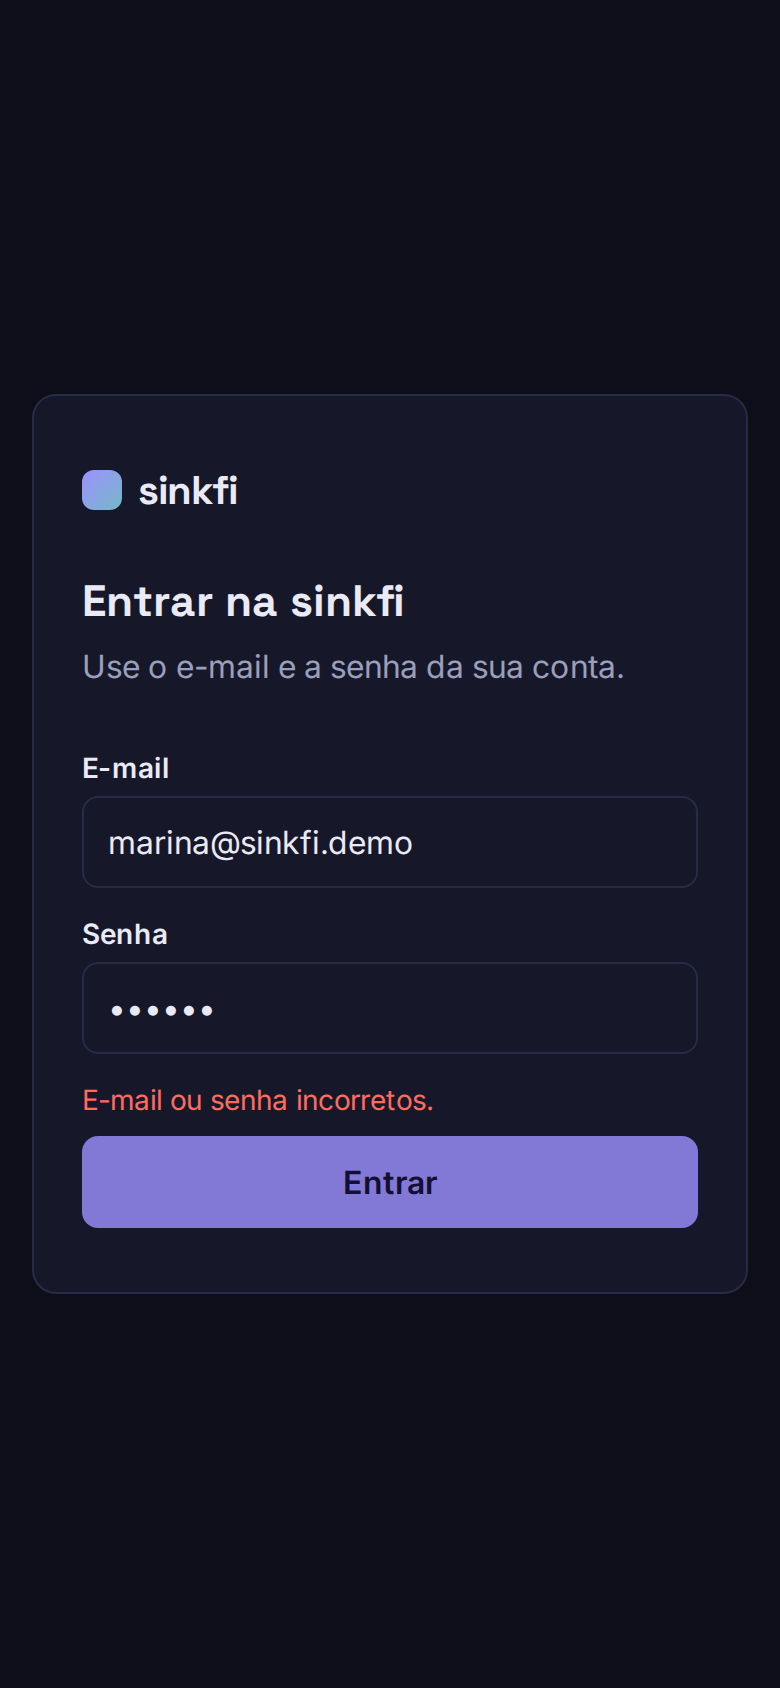 sinkfi
Entrar na sinkfi
Use o e-mail e a senha da sua conta.
E-mail
marina@sinkfi.demo
Senha
••••••
E-mail ou senha incorretos.
Entrar